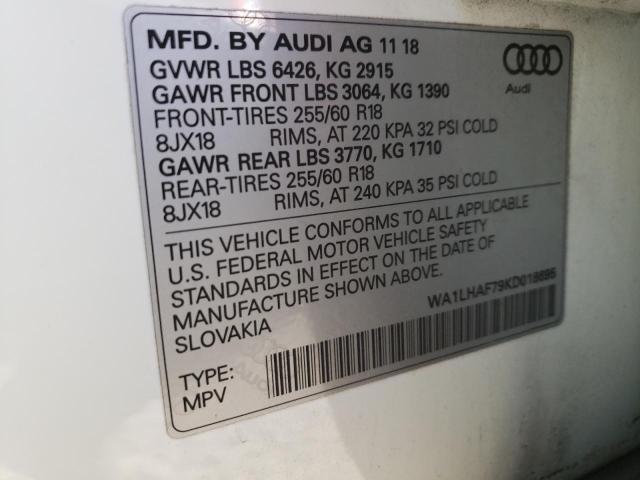 MFD. BY AUDI AG 11 18
GVWR LBS 6426, KG 2915
GAWR FRONT LBS 3064, KG 1390
FRONT-TIRES 255/60 R18
8JX18 RIMS, AT 220 KPA 32 PSI COLD
GAWR REAR LBS 3770, KG 1710
REAR-TIRES 255/60 R18
8JX18 RIMS, AT 240 KPA 35 PSI COLD
Audi
THIS VEHICLE CONFORMS TO ALL APPLICABLE
U.S. FEDERAL MOTOR VEHICLE SAFETY
STANDARDS IN EFFECT ON THE DATE OF
MANUFACTURE SHOWN ABOVE.
SLOVAKIA
WA1LHAF79KD018695
TYPE:
MPV